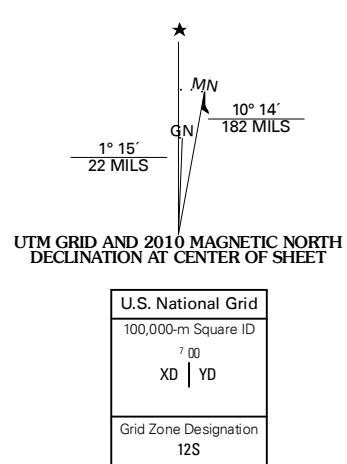 ★
MN
GN
10° 14´
182 MILS
1° 15´
22 MILS
UTM GRID AND 2010 MAGNETIC NORTH
DECLINATION AT CENTER OF SHEET
U.S. National Grid
100,000-m Square ID
7 00
XD | YD
Grid Zone Designation
12S